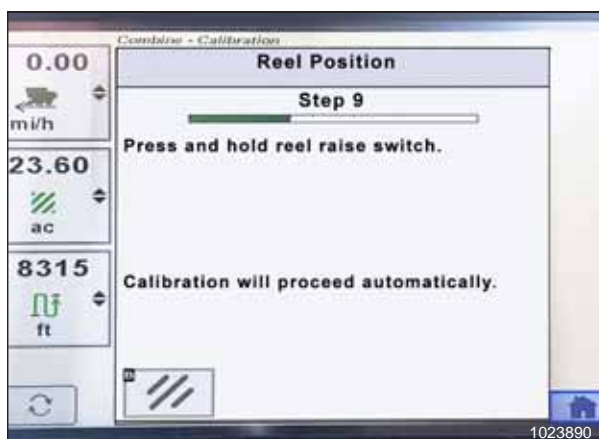 Combine - Calibration
0.00
mi/h
23.60
ac
8315
ft
Reel Position
Step 9
Press and hold reel raise switch.
Calibration will proceed automatically.
1023890